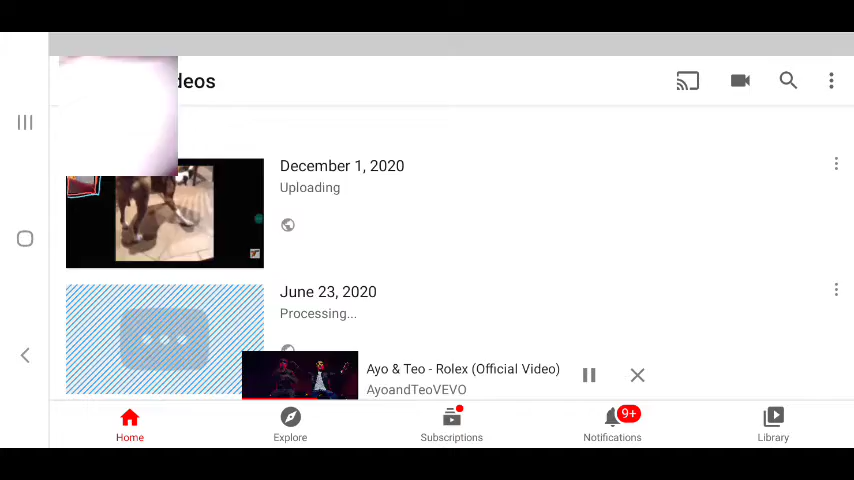 deos
December 1, 2020
Uploading
June 23, 2020
Processing...
Ayo & Teo - Rolex (Official Video)
AyoandTeoVEVO
Home
Explore
Subscriptions
9+
Notifications
Library